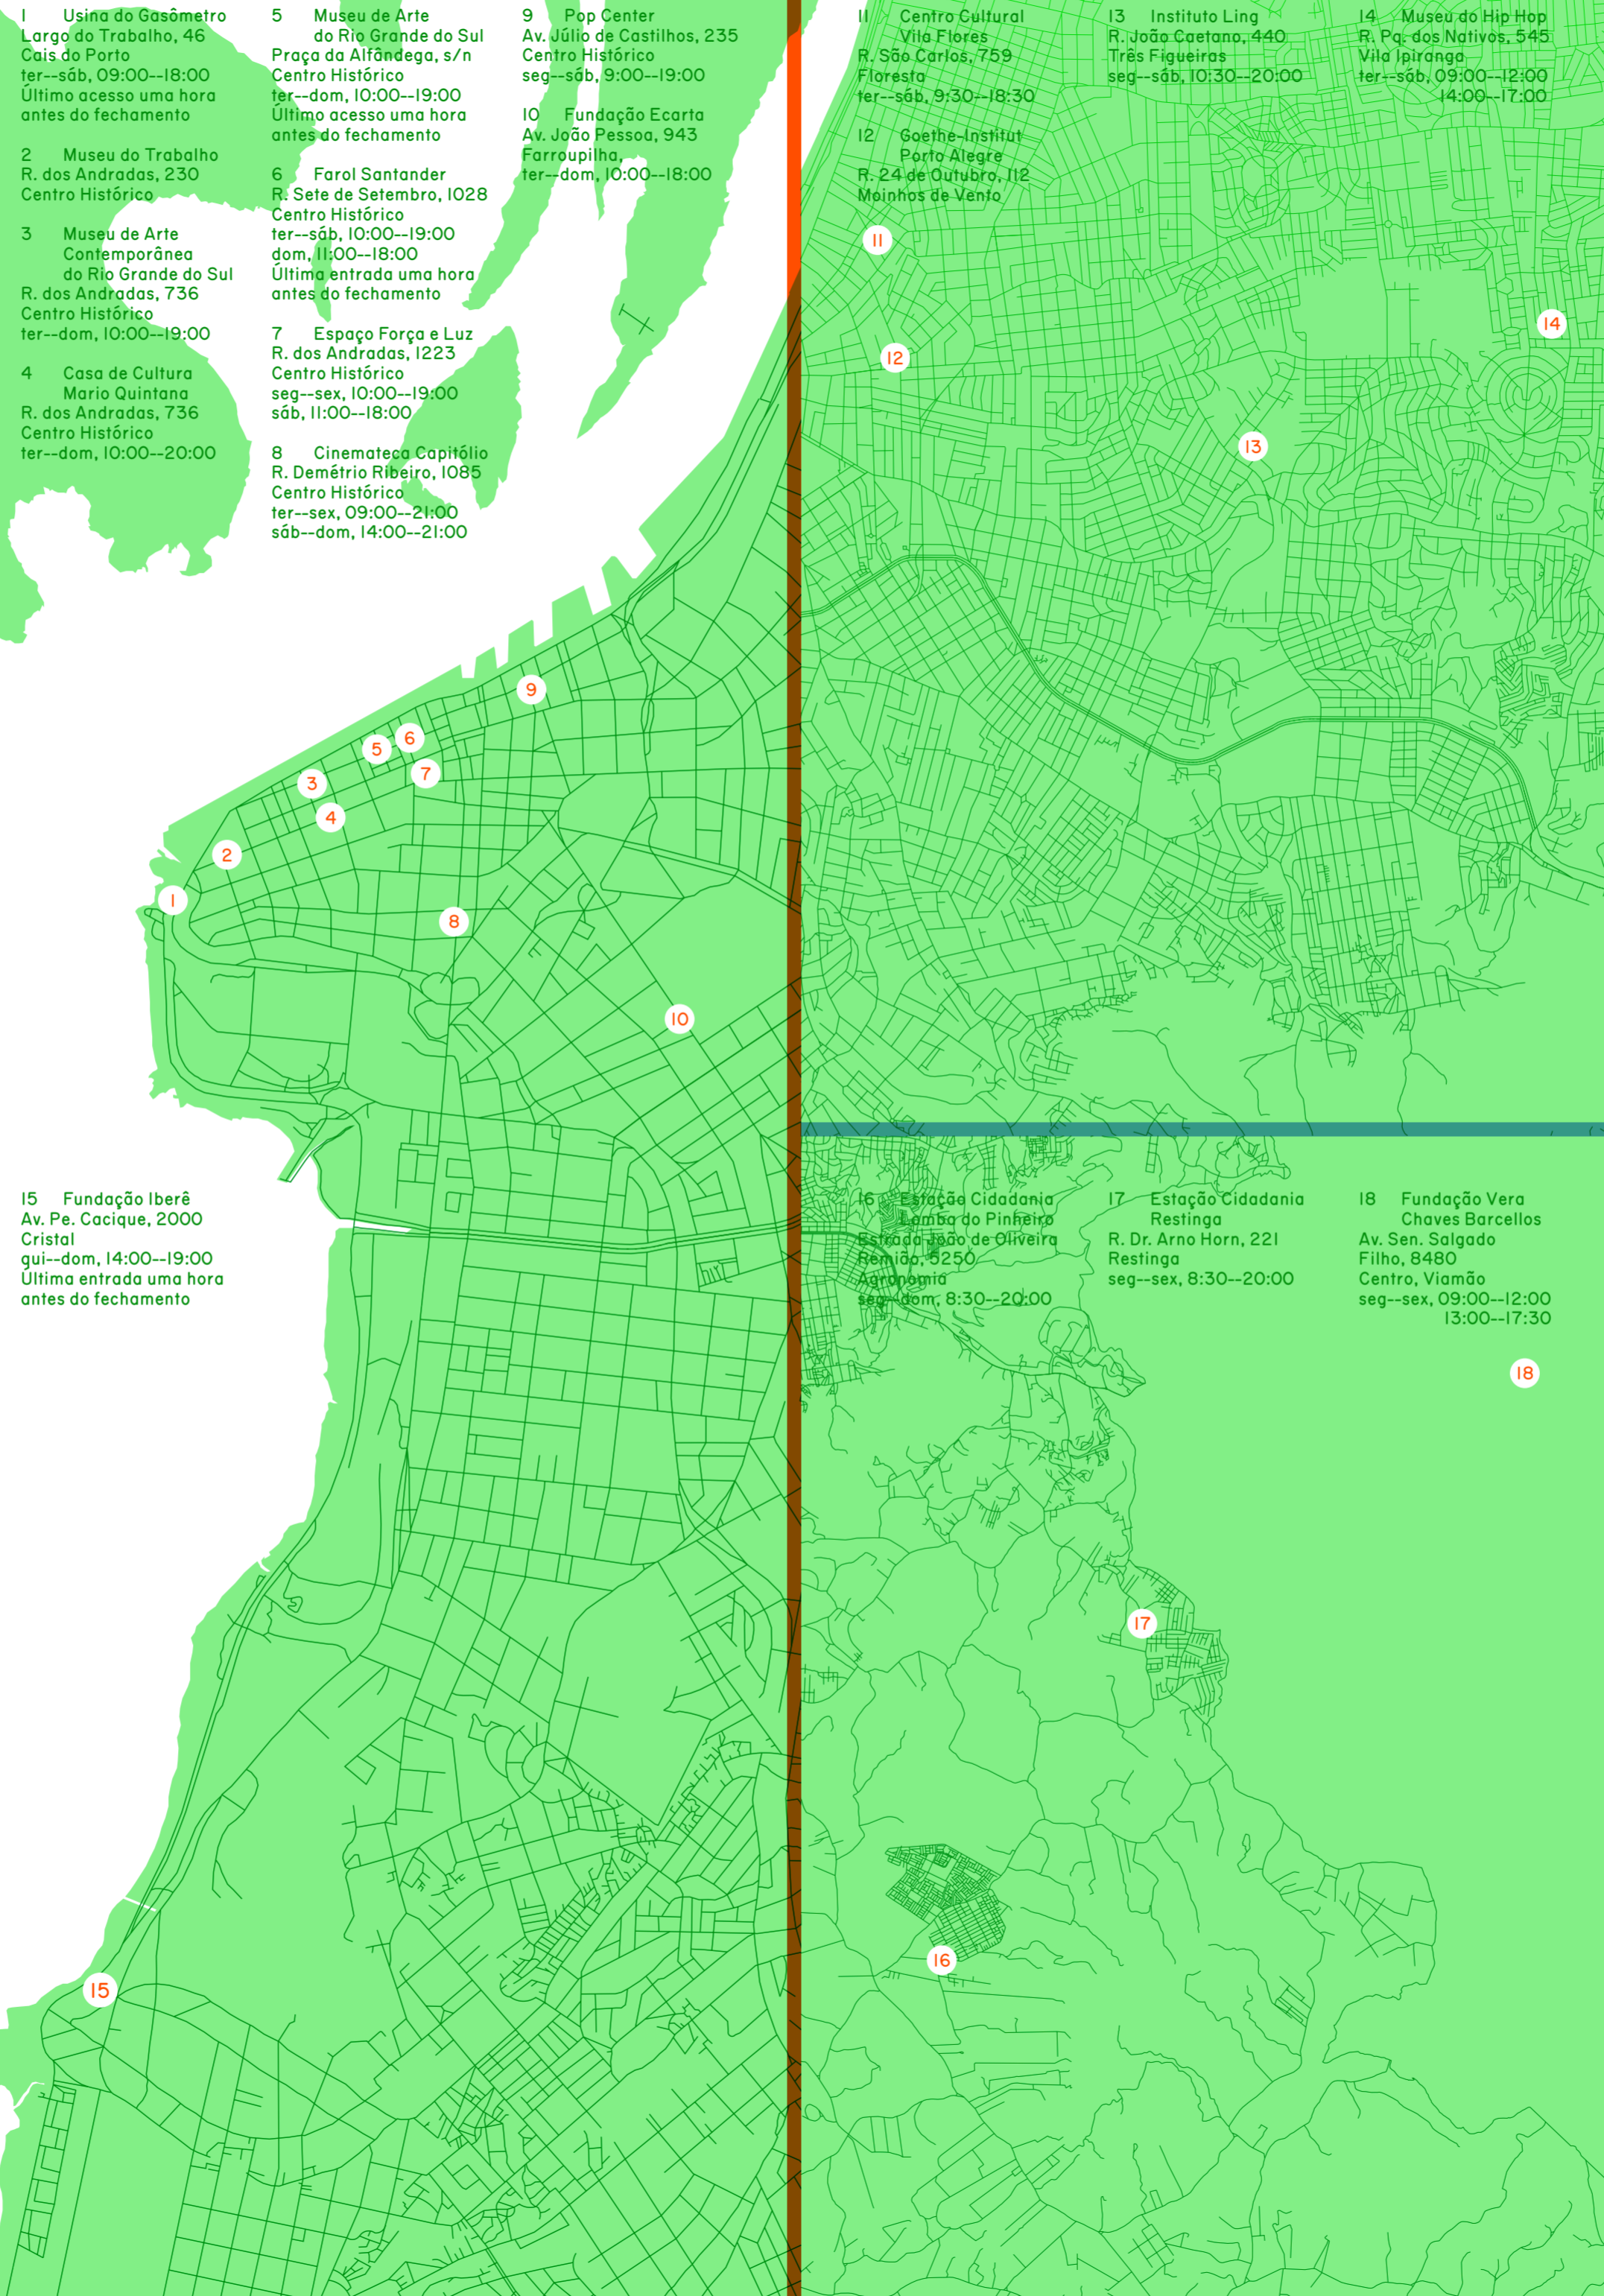 1 Usina do Gasômetro
Largo do Trabalho, 46
Cais do Porto
ter--sáb, 09:00--18:00
Último acesso uma hora
antes do fechamento
2 Museu do Trabalho
R. dos Andradas, 230
Centro Histórico
3 Museu de Arte
Contemporânea
do Rio Grande do Sul
R. dos Andradas, 736
Centro Histórico
ter--dom, 10:00--19:00
4 Casa de Cultura
Mario Quintana
R. dos Andradas, 736
Centro Histórico
ter--dom, 10:00--20:00
5 Museu de Arte
do Rio Grande do Sul
Praça da Alfândega, s/n
Centro Histórico
ter--dom, 10:00--19:00
Último acesso uma hora
antes do fechamento
6 Farol Santander
R. Sete de Setembro, 1028
Centro Histórico
ter--sáb, 10:00--19:00
dom, 11:00--18:00
Última entrada uma hora
antes do fechamento
7 Espaço Força e Luz
R. dos Andradas, 1223
Centro Histórico
seg--sex, 10:00--19:00
sáb, 11:00--18:00
8 Cinemateca Capitólio
R. Demétrio Ribeiro, 1085
Centro Histórico
ter--sex, 09:00--21:00
sáb--dom, 14:00--21:00
9 Pop Center
Av. Júlio de Castilhos, 235
Centro Histórico
seg--sáb, 9:00--19:00
10 Fundação Ecarta
Av. João Pessoa, 943
Farroupilha,
ter--dom, 10:00--18:00
11 Centro Cultural
Vila Flores
R. São Carlos, 759
Floresta
ter--sáb, 9:30--18:30
12 Goethe-Institut
Porto Alegre
R. 24 de Outubro, 112
Moinhos de Vento
13 Instituto Ling
R. João Caetano, 440
Três Figueiras
seg--sáb, 10:30--20:00
14 Museu do Hip Hop
R. Pq. dos Nativos, 545
Vila Ipiranga
ter--sáb, 09:00--12:00
14:00--17:00
11
14
12
13
9
6
5
7
3
4
2
1
8
10
15 Fundação Iberê
Av. Pe. Cacique, 2000
Cristal
qui--dom, 14:00--19:00
Última entrada uma hora
antes do fechamento
16 Estação Cidadania
Lomba do Pinheiro
Estrada João de Oliveira
Remião, 5250
Agronomia
seg--dom, 8:30--20:00
17 Estação Cidadania
Restinga
R. Dr. Arno Horn, 221
Restinga
seg--sex, 8:30--20:00
18 Fundação Vera
Chaves Barcellos
Av. Sen. Salgado
Filho, 8480
Centro, Viamão
seg--sex, 09:00--12:00
13:00--17:30
18
17
16
15